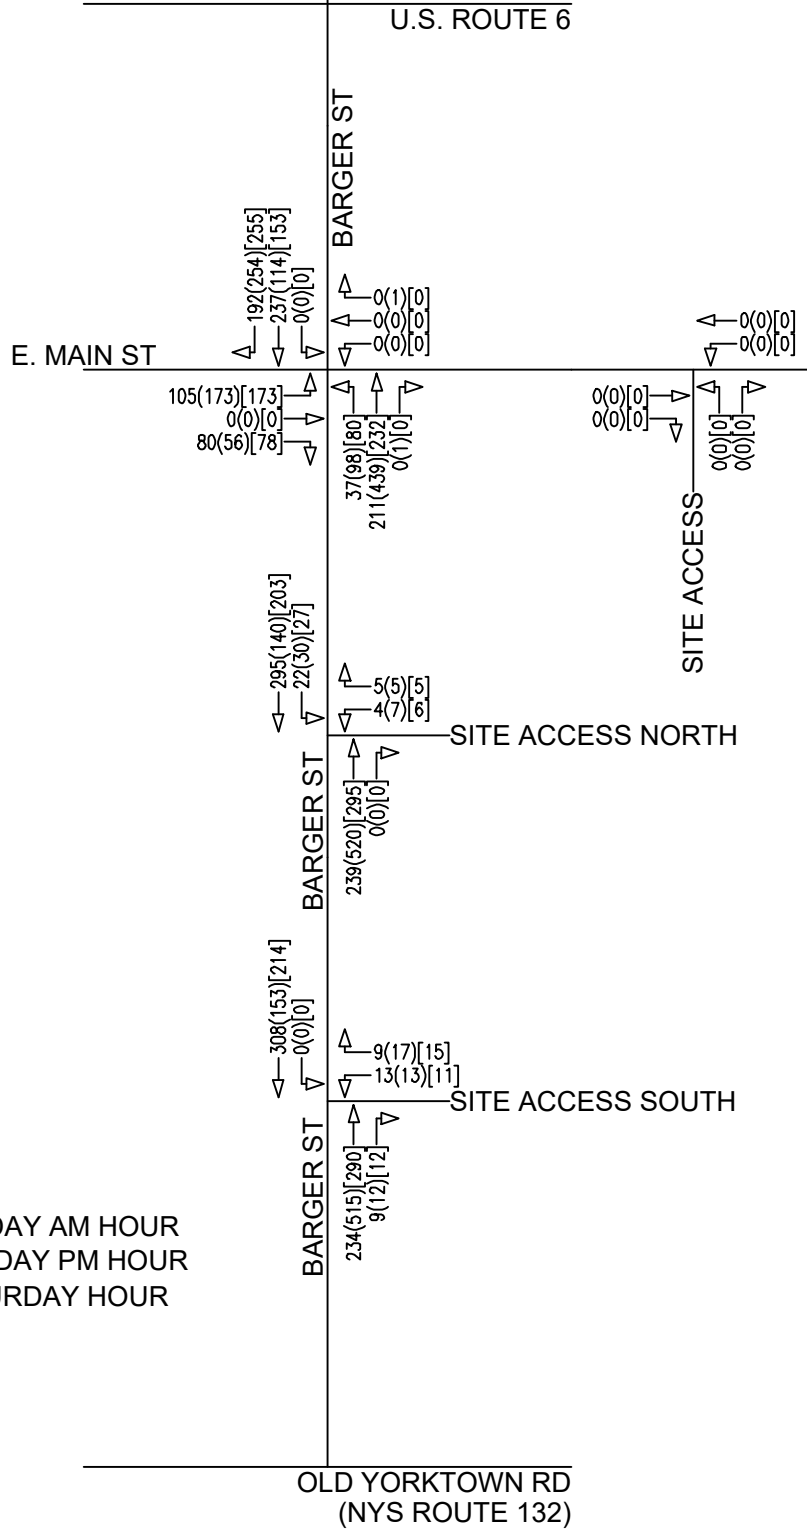 U.S. ROUTE 6
BARGER ST
192(254)[255]
237(114)[153]
0(0)[0]
0(1)[0]
0(0)[0]
0(0)[0]
E. MAIN ST
105(173)[173]
0(0)[0]
80(56)[78]
37(98)[80]
211(439)[232]
0(1)[0]
0(0)[0]
0(0)[0]
0(0)[0]
0(0)[0]
0(0)[0]
0(0)[0]
SITE ACCESS
295(140)[203]
22(30)[27]
5(5)[5]
4(7)[6]
SITE ACCESS NORTH
BARGER ST
239(520)[295]
0(0)[0]
308(153)[214]
0(0)[0]
9(17)[15]
13(13)[11]
SITE ACCESS SOUTH
BARGER ST
234(515)[290]
9(12)[12]
DAY AM HOUR
DAY PM HOUR
URDAY HOUR
OLD YORKTOWN RD
(NYS ROUTE 132)